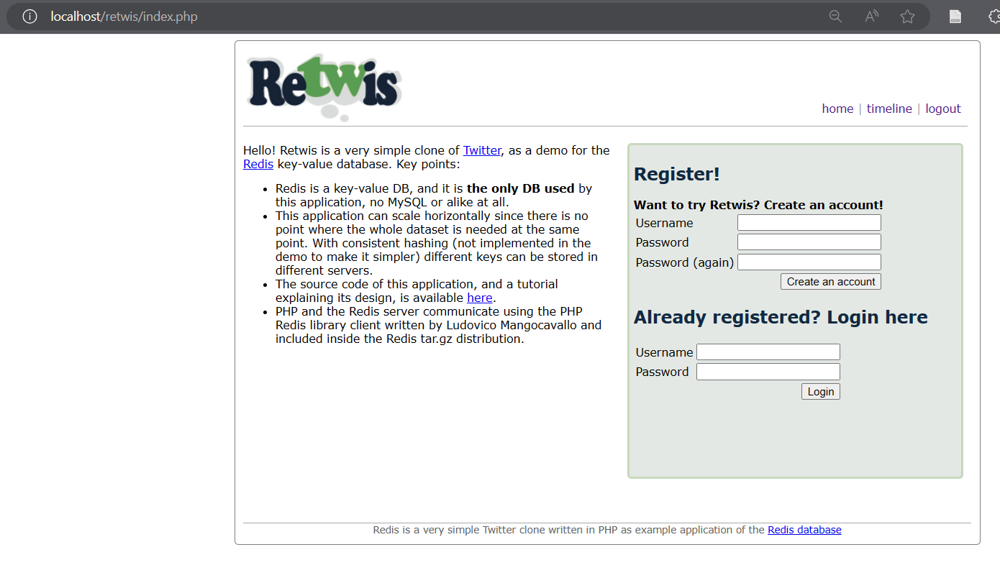 localhost/retwis/index.php
Retwis
home | timeline | logout
Hello! Retwis is a very simple clone of Twitter, as a demo for the
Redis key-value database. Key points:
• Redis is a key-value DB, and it is the only DB used by
this application, no MySQL or alike at all.
• This application can scale horizontally since there is no
point where the whole dataset is needed at the same
point. With consistent hashing (not implemented in the
demo to make it simpler) different keys can be stored in
different servers.
• The source code of this application, and a tutorial
explaining its design, is available here.
• PHP and the Redis server communicate using the PHP
Redis library client written by Ludovico Mangocavallo and
included inside the Redis tar.gz distribution.
Register!
Want to try Retwis? Create an account!
Username
Password
Password (again)
Create an account
Already registered? Login here
Username
Password
Login
Redis is a very simple Twitter clone written in PHP as example application of the Redis database